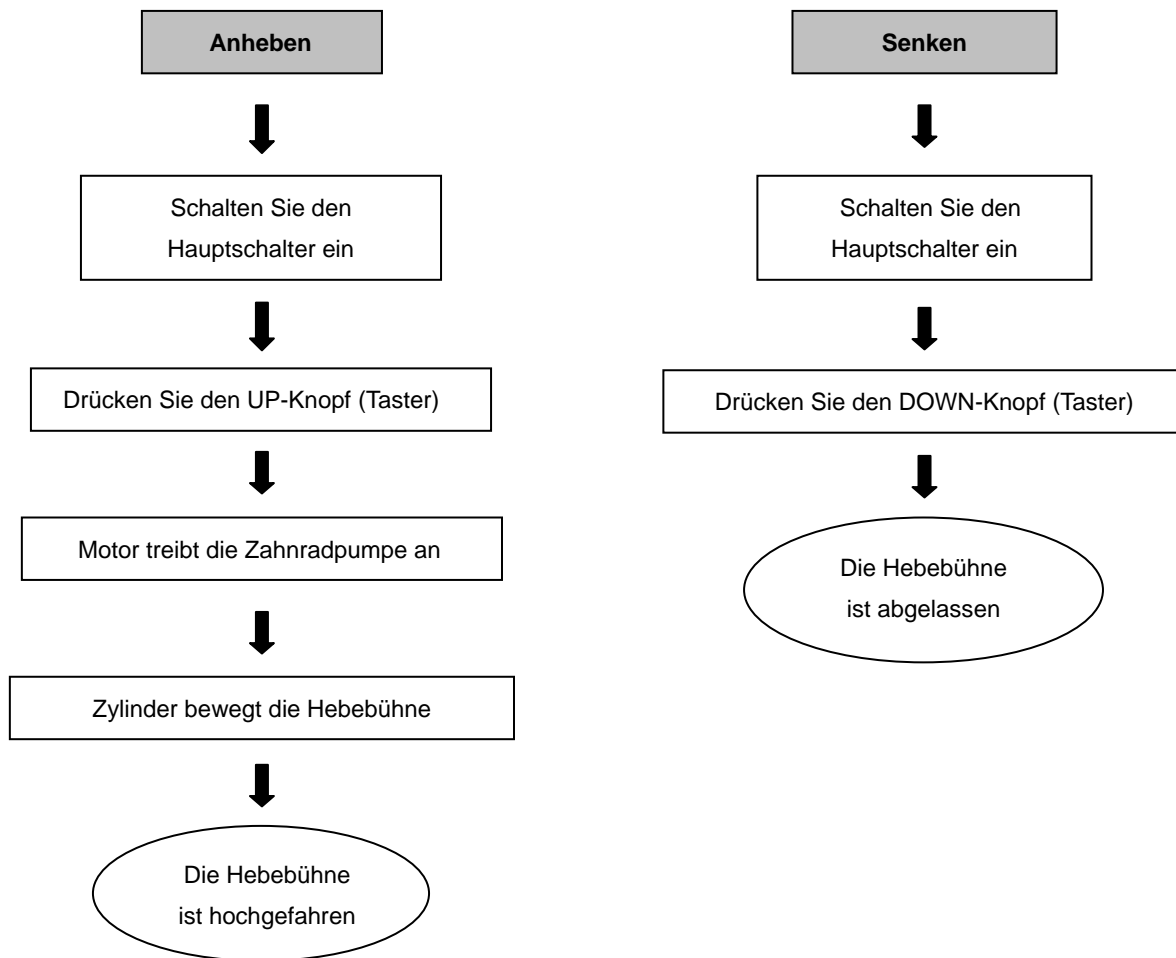 Anheben
Schalten Sie den
Hauptschalter ein
Drücken Sie den UP-Knopf (Taster)
Motor treibt die Zahnradpumpe an
Zylinder bewegt die Hebebühne
Die Hebebühne
ist hochgefahren
Senken
Schalten Sie den
Hauptschalter ein
Drücken Sie den DOWN-Knopf (Taster)
Die Hebebühne
ist abgelassen